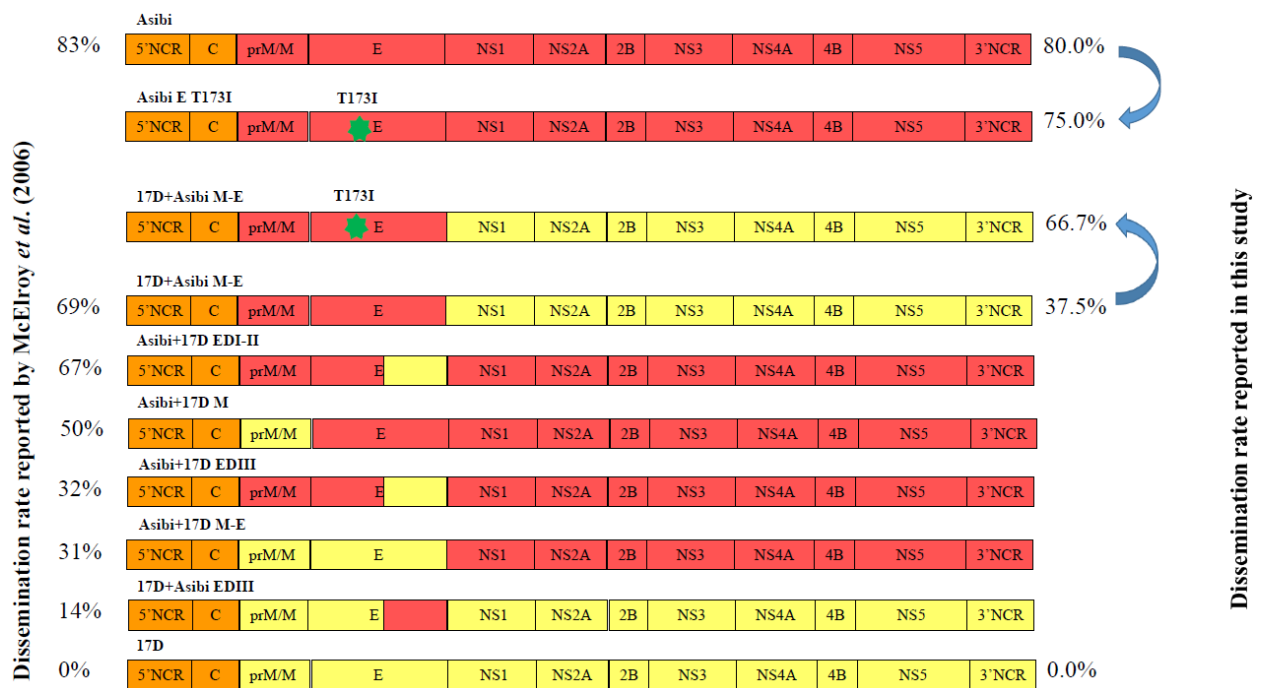 Dissemination rate reported by McElroy et al. (2006)
Asibi
83% 5’NCR C prM/M E NS1 NS2A 2B NS3 NS4A 4B NS5 3’NCR 80.0%
Asibi E T173I T173I
5’NCR C prM/M E NS1 NS2A 2B NS3 NS4A 4B NS5 3’NCR 75.0%
17D+Asibi M-E T173I
5’NCR C prM/M E NS1 NS2A 2B NS3 NS4A 4B NS5 3’NCR 66.7%
17D+Asibi M-E
69% 5’NCR C prM/M E NS1 NS2A 2B NS3 NS4A 4B NS5 3’NCR 37.5%
Asibi+17D EDI-II
67% 5’NCR C prM/M E NS1 NS2A 2B NS3 NS4A 4B NS5 3’NCR
Asibi+17D M
50% 5’NCR C prM/M E NS1 NS2A 2B NS3 NS4A 4B NS5 3’NCR
Asibi+17D EDIII
32% 5’NCR C prM/M E NS1 NS2A 2B NS3 NS4A 4B NS5 3’NCR
Asibi+17D M-E
31% 5’NCR C prM/M E NS1 NS2A 2B NS3 NS4A 4B NS5 3’NCR
17D+Asibi EDIII
14% 5’NCR C prM/M E NS1 NS2A 2B NS3 NS4A 4B NS5 3’NCR
17D
0% 5’NCR C prM/M E NS1 NS2A 2B NS3 NS4A 4B NS5 3’NCR 0.0%
Dissemination rate reported in this study